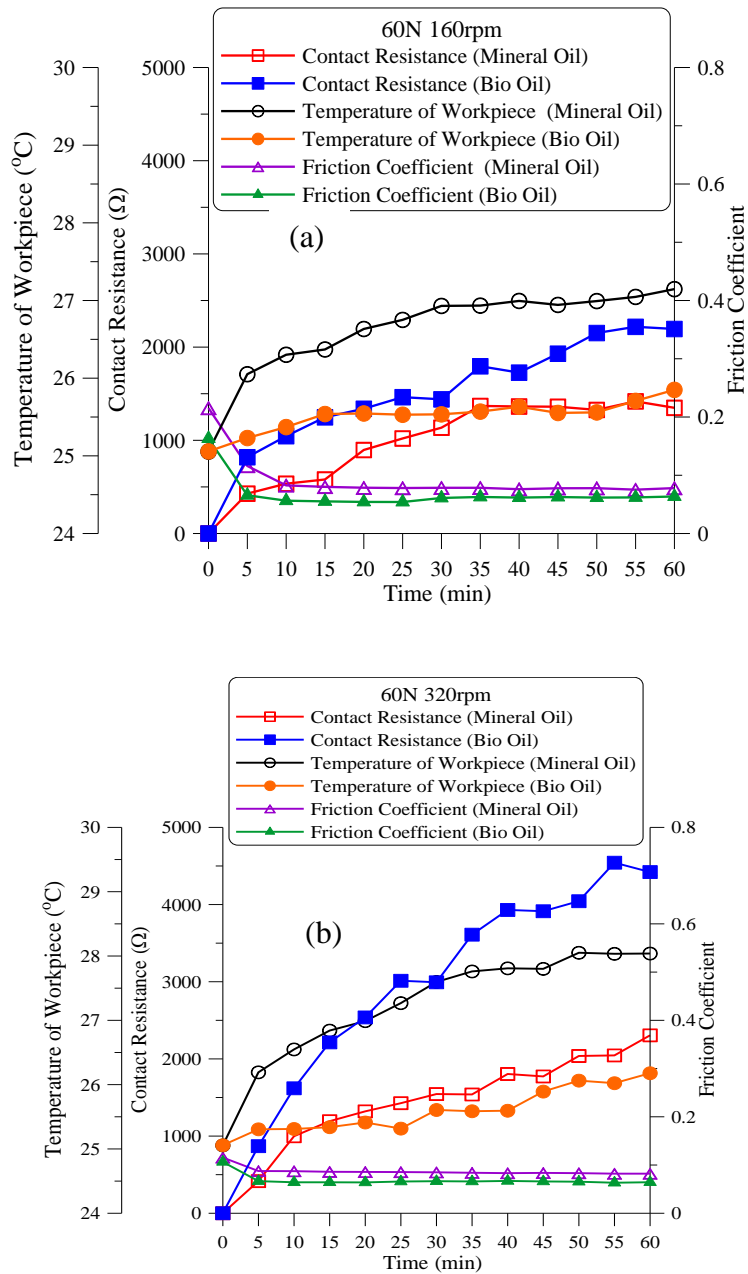 60N 160rpm
Contact Resistance (Mineral Oil)
Contact Resistance (Bio Oil)
Temperature of Workpiece (Mineral Oil)
Temperature of Workpiece (Bio Oil)
Friction Coefficient (Mineral Oil)
Friction Coefficient (Bio Oil)
(a)
Temperature of Workpiece (°C)
30
29
28
27
26
25
24
Contact Resistance (Ω)
5000
4000
3000
2000
1000
0
Friction Coefficient
0.8
0.6
0.4
0.2
0
0 5 10 15 20 25 30 35 40 45 50 55 60
Time (min)
60N 320rpm
Contact Resistance (Mineral Oil)
Contact Resistance (Bio Oil)
Temperature of Workpiece (Mineral Oil)
Temperature of Workpiece (Bio Oil)
Friction Coefficient (Mineral Oil)
Friction Coefficient (Bio Oil)
(b)
Temperature of Workpiece (°C)
30
29
28
27
26
25
24
Contact Resistance (Ω)
5000
4000
3000
2000
1000
0
Friction Coefficient
0.8
0.6
0.4
0.2
0
0 5 10 15 20 25 30 35 40 45 50 55 60
Time (min)